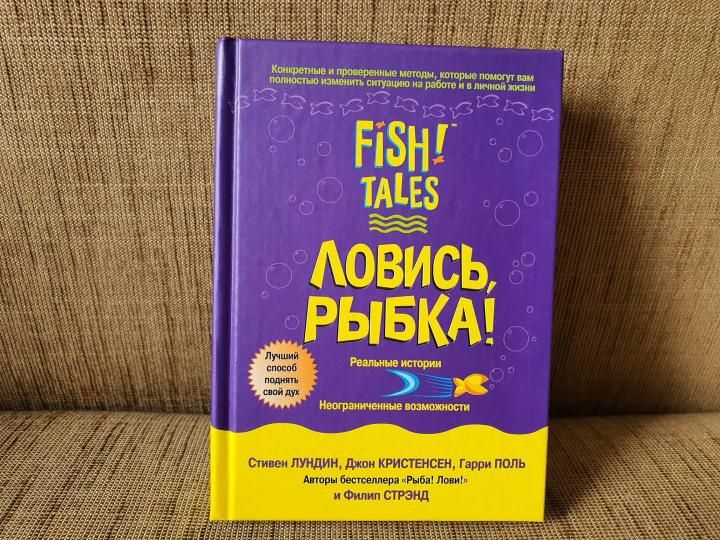 Конкретные и проверенные методы, которые помогут вам
полностью изменить ситуацию на работе и в личной жизни
FiSH!™
TALES
ЛОВИСЬ,
РЫБКА!
Реальные истории
Неограниченные возможности
Лучший
способ
поднять
свой дух
Стивен ЛУНДИН, Джон КРИСТЕНСЕН, Гарри ПОЛЬ
Авторы бестселлера «Рыба! Лови!»
и Филип СТРЭНД